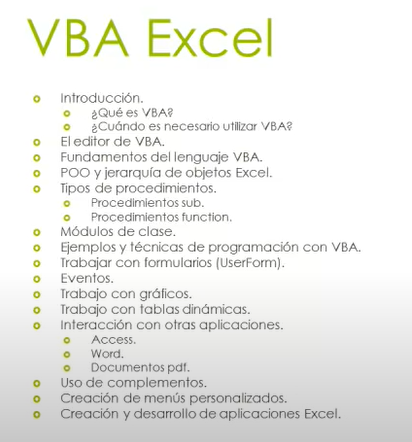 VBA Excel
Introducción.
¿Qué es VBA?
¿Cuándo es necesario utilizar VBA?
El editor de VBA.
Fundamentos del lenguaje VBA.
POO y jerarquía de objetos Excel.
Tipos de procedimientos.
Procedimientos sub.
Procedimientos function.
Módulos de clase.
Ejemplos y técnicas de programación con VBA.
Trabajar con formularios (UserForm).
Eventos.
Trabajo con gráficos.
Trabajo con tablas dinámicas.
Interacción con otras aplicaciones.
Access.
Word.
Documentos pdf.
Uso de complementos.
Creación de menús personalizados.
Creación y desarrollo de aplicaciones Excel.